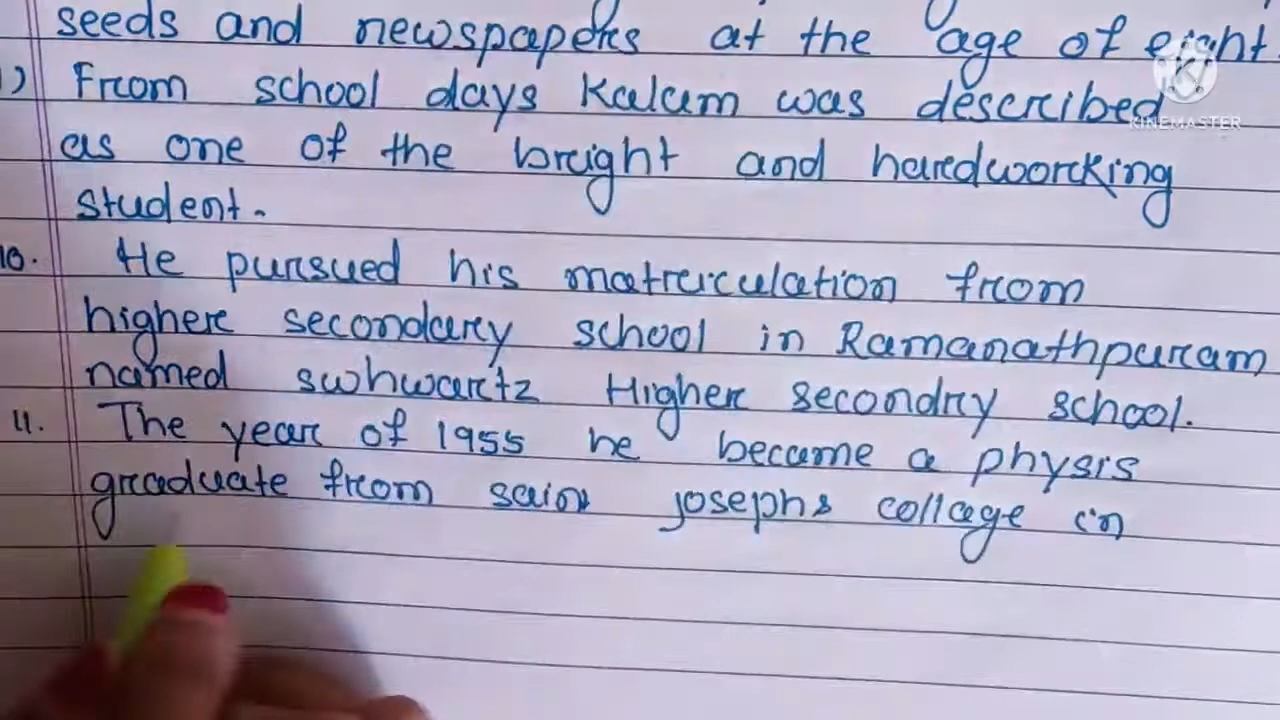 seeds and newspapers at the age of eight.
) From school days Kalam was described
KINEMASTER
as one of the bright and hardworking
student.
10. He pursued his matriculation from
higher secondary school in Ramanathpuram
named swhwartz Higher secondry school.
11. The year of 1955 he became a physis
graduate from josephs collage in